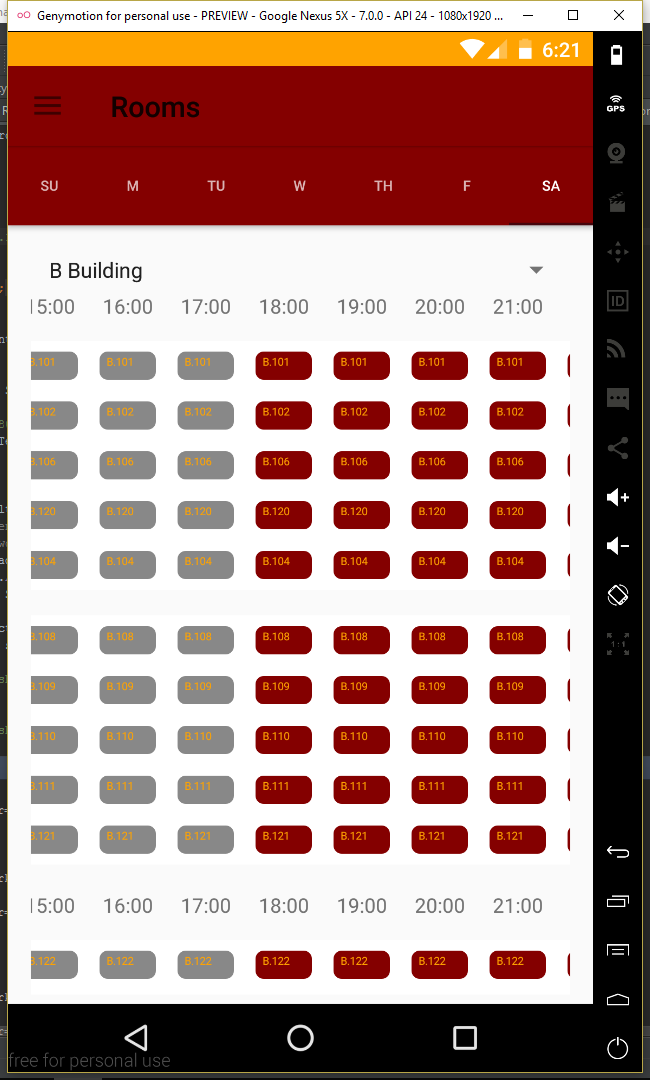 Genymotion for personal use - PREVIEW - Google Nexus 5X - 7.0.0 - API 24 - 1080x1920 ...
6:21
GPS
Rooms
SU M TU W TH F SA
ID
B Building
15:00 16:00 17:00 18:00 19:00 20:00 21:00
B.101 B.101 B.101 B.101 B.101 B.101 B.101
B.102 B.102 B.102 B.102 B.102 B.102 B.102
B.106 B.106 B.106 B.106 B.106 B.106 B.106
B.120 B.120 B.120 B.120 B.120 B.120 B.120
B.104 B.104 B.104 B.104 B.104 B.104 B.104
B.108 B.108 B.108 B.108 B.108 B.108 B.108
1:1
B.109 B.109 B.109 B.109 B.109 B.109 B.109
B.110 B.110 B.110 B.110 B.110 B.110 B.110
B.111 B.111 B.111 B.111 B.111 B.111 B.111
B.121 B.121 B.121 B.121 B.121 B.121 B.121
15:00 16:00 17:00 18:00 19:00 20:00 21:00
B.122 B.122 B.122 B.122 B.122 B.122 B.122
free for personal use